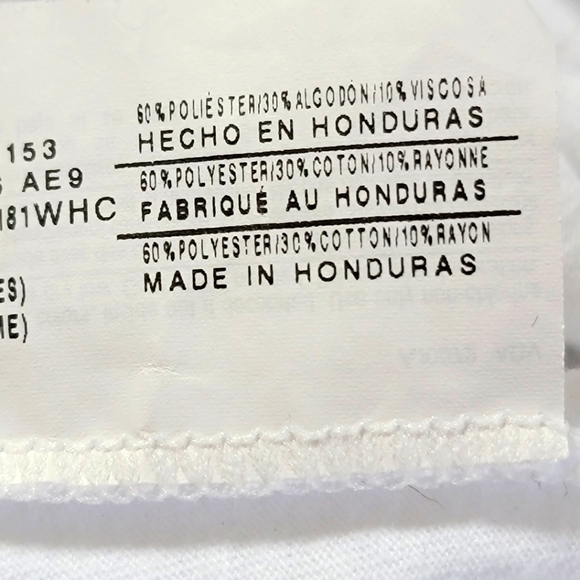 60%POLIÉSTER/30%ALGODÓN/10%VISCOSA
HECHO EN HONDURAS
60%POLYESTER/30%COTON/10%RAYONNE
FABRIQUÉ AU HONDURAS
60%POLYESTER/30%COTTON/10%RAYON
MADE IN HONDURAS
153
AE9
181WHC
ES)
ME)